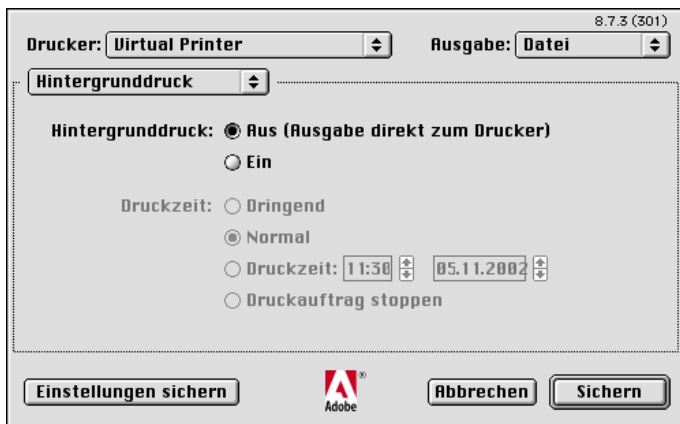 8.7.3 (301)
Drucker: Virtual Printer Ausgabe: Datei
Hintergrunddruck
Hintergrunddruck: Aus (Ausgabe direkt zum Drucker)
Ein
Druckzeit: Dringend
Normal
Druckzeit: 11:30 05.11.2002
Druckauftrag stoppen
Einstellungen sichern Adobe® Abbrechen Sichern